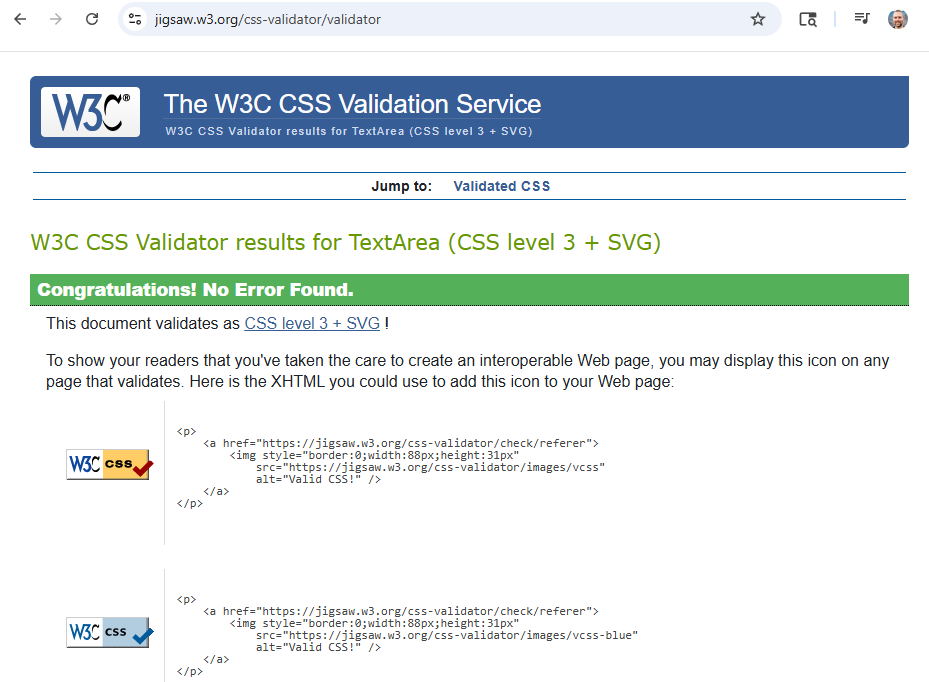 jigsaw.w3.org/css-validator/validator
W3C®
The W3C CSS Validation Service
W3C CSS Validator results for TextArea (CSS level 3 + SVG)
Jump to: Validated CSS
W3C CSS Validator results for TextArea (CSS level 3 + SVG)
Congratulations! No Error Found.
This document validates as CSS level 3 + SVG !
To show your readers that you've taken the care to create an interoperable Web page, you may display this icon on any
page that validates. Here is the XHTML you could use to add this icon to your Web page:
W3C css
<p>
    <a href="https://jigsaw.w3.org/css-validator/check/referer">
        <img style="border:0;width:88px;height:31px"
            src="https://jigsaw.w3.org/css-validator/images/vcss"
            alt="Valid CSS!" />
    </a>
</p>
W3C css
<p>
    <a href="https://jigsaw.w3.org/css-validator/check/referer">
        <img style="border:0;width:88px;height:31px"
            src="https://jigsaw.w3.org/css-validator/images/vcss-blue"
            alt="Valid CSS!" />
    </a>
</p>